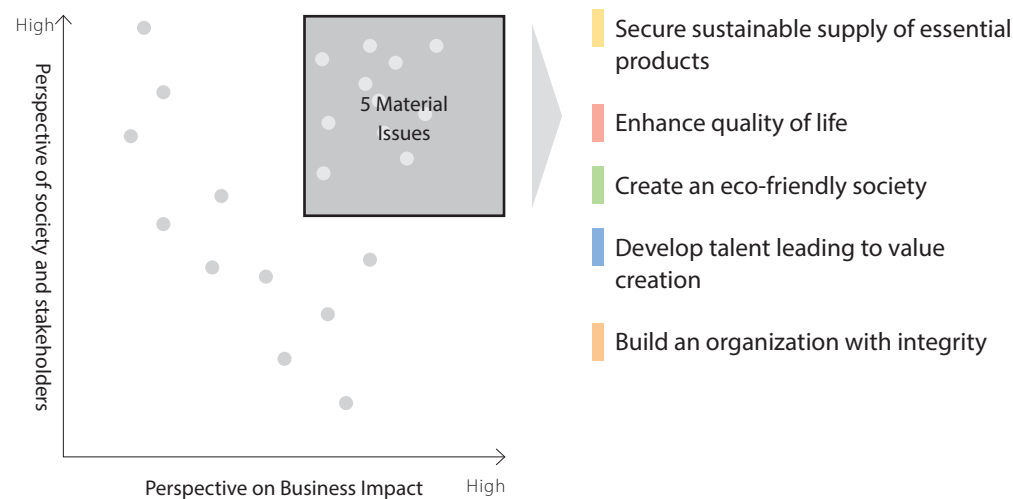 High
Perspective of society and stakeholders
5 Material
Issues
Perspective on Business Impact
High
Secure sustainable supply of essential
products
Enhance quality of life
Create an eco-friendly society
Develop talent leading to value
creation
Build an organization with integrity